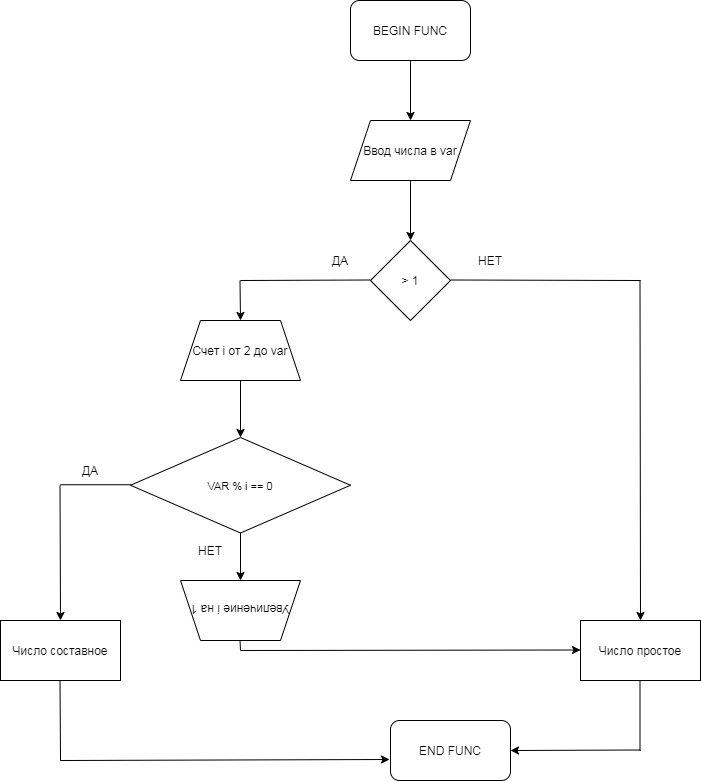 BEGIN FUNC
Ввод числа в var
ДА
НЕТ
> 1
Счет i от 2 до var
ДА
VAR % i == 0
НЕТ
Увеличение i на 1
Число составное
Число простое
END FUNC